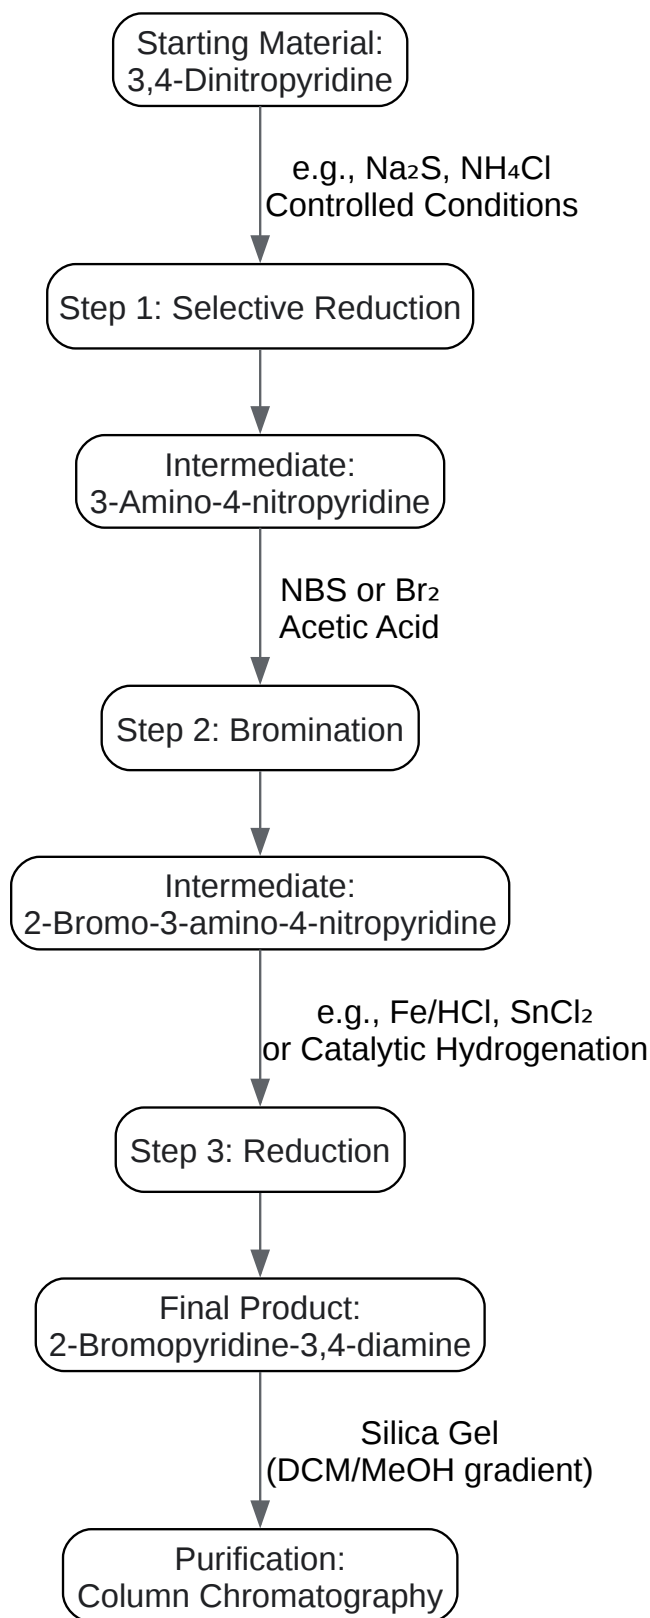 Starting Material:
3,4-Dinitropyridine
e.g., Na₂S, NH₄Cl
Controlled Conditions
Step 1: Selective Reduction
Intermediate:
3-Amino-4-nitropyridine
NBS or Br₂
Acetic Acid
Step 2: Bromination
Intermediate:
2-Bromo-3-amino-4-nitropyridine
e.g., Fe/HCl, SnCl₂
or Catalytic Hydrogenation
Step 3: Reduction
Final Product:
2-Bromopyridine-3,4-diamine
Silica Gel
(DCM/MeOH gradient)
Purification:
Column Chromatography